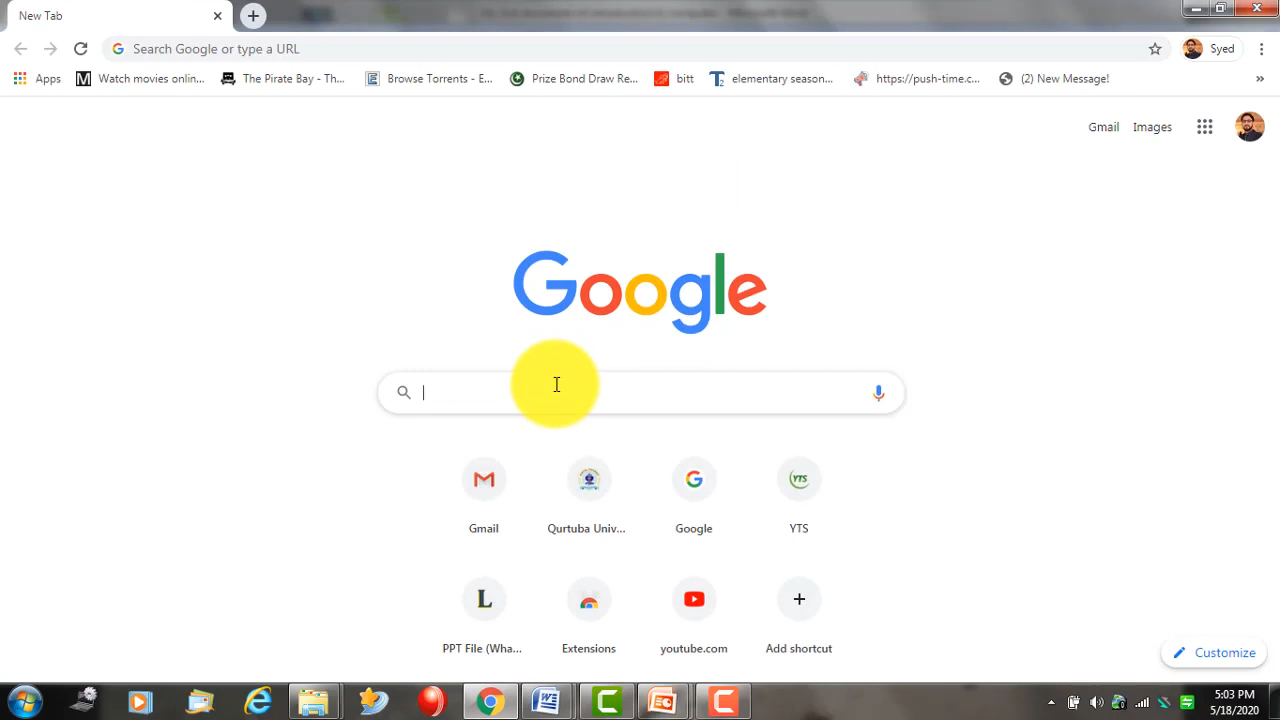 New Tab
Search Google or type a URL
Syed
Apps
Watch movies online...
The Pirate Bay - Th...
Browse Torrents - E...
Prize Bond Draw Re...
bitt
elementary season...
https://push-time.c...
(2) New Message!
»
Gmail
Images
Google
Gmail
Qurtuba Univ...
Google
YTS
YTS
L
PPT File (Wha...
Extensions
youtube.com
Add shortcut
Customize
5:03 PM
5/18/2020